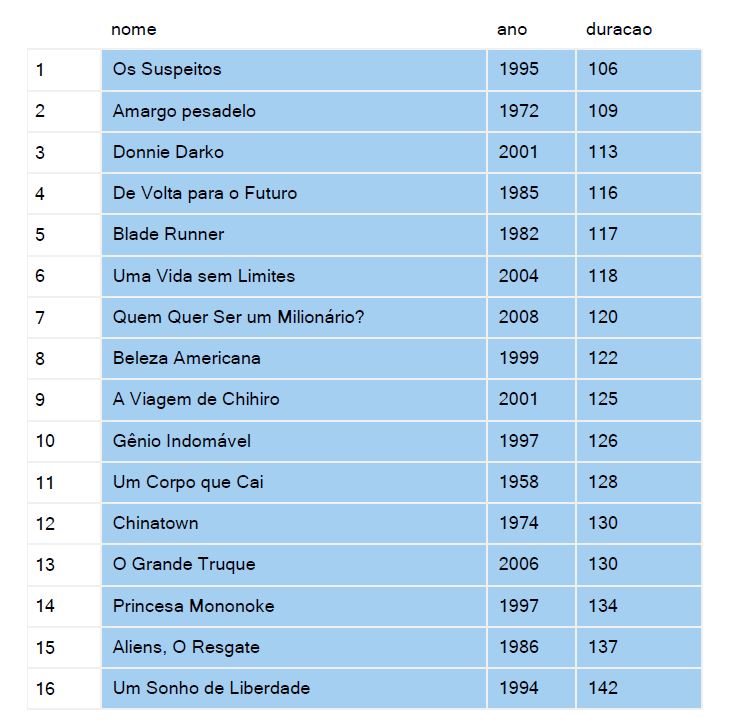 nome ano duracao
1 Os Suspeitos 1995 106
2 Amargo pesadelo 1972 109
3 Donnie Darko 2001 113
4 De Volta para o Futuro 1985 116
5 Blade Runner 1982 117
6 Uma Vida sem Limites 2004 118
7 Quem Quer Ser um Milionário? 2008 120
8 Beleza Americana 1999 122
9 A Viagem de Chihiro 2001 125
10 Gênio Indomável 1997 126
11 Um Corpo que Cai 1958 128
12 Chinatown 1974 130
13 O Grande Truque 2006 130
14 Princesa Mononoke 1997 134
15 Aliens, O Resgate 1986 137
16 Um Sonho de Liberdade 1994 142